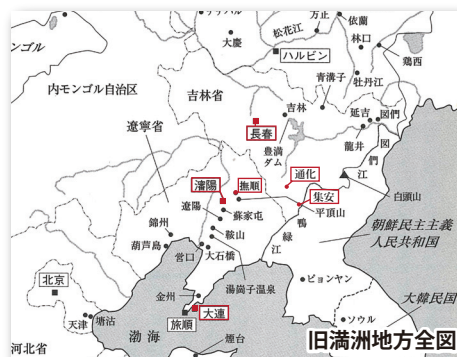 松花江
方正
依蘭
大慶
林口
ハルビン
鶏西
内モンゴル自治区
青溝子
牡丹江
吉林省
吉林
延吉
図們
長春
豊満
ダム
龍井
図們江
遼寧省
通化
瀋陽
撫順
集安
白頭山
遼陽
蘇家屯
平頂山
錦州
鞍山
鴨緑江
朝鮮民主主義
人民共和国
葫芦島
営口
大石橋
北京
湯崗子温泉
ピョンヤン
金州
大連
大韓民国
天津
塘沽
旅順
渤海
ソウル
河北省
煙台
旧満洲地方全図